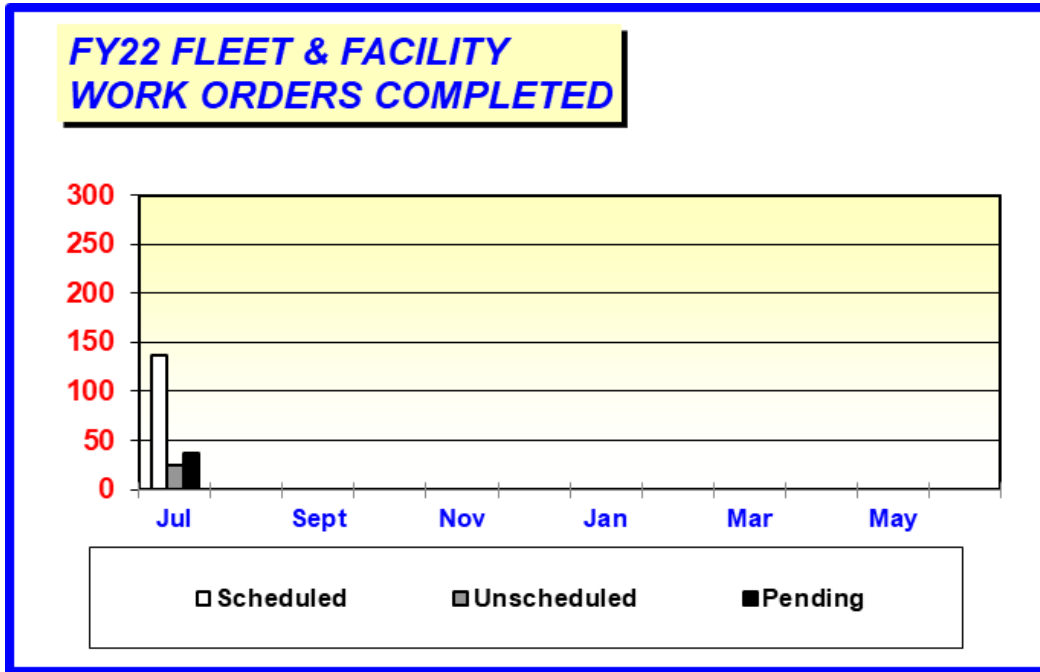 FY22 FLEET & FACILITY
WORK ORDERS COMPLETED
300
250
200
150
100
50
0
Jul Sept Nov Jan Mar May
Scheduled Unscheduled Pending